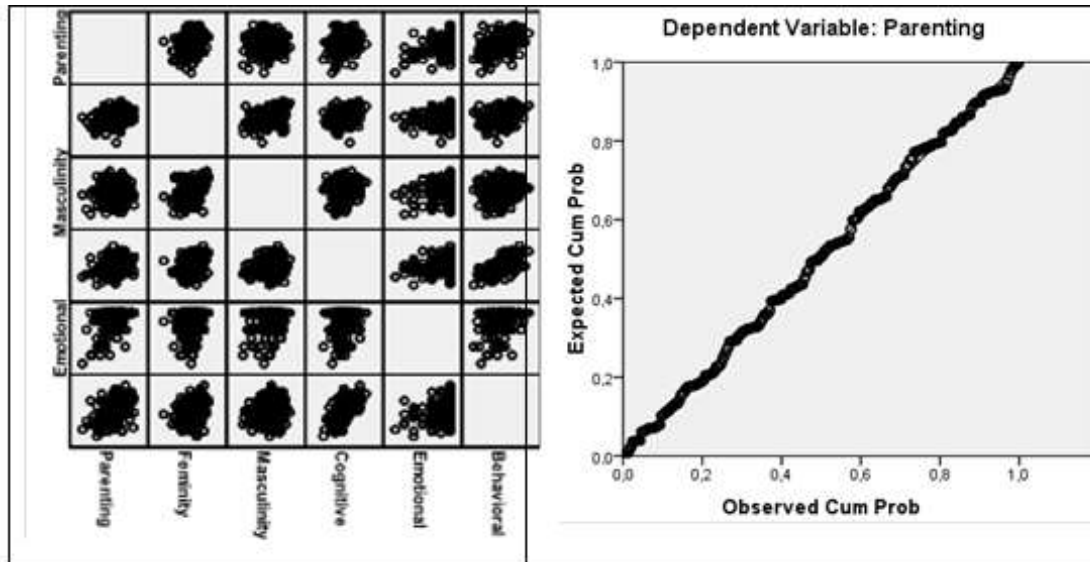 Parenting
Masculinity
Emotional
Parenting
Feminity
Masculinity
Cognitive
Emotional
Behavioral
Dependent Variable: Parenting
Expected Cum Prob
1,0
0,8
0,6
0,4
0,2
0,0
0,0
0,2
0,4
0,6
0,8
1,0
Observed Cum Prob